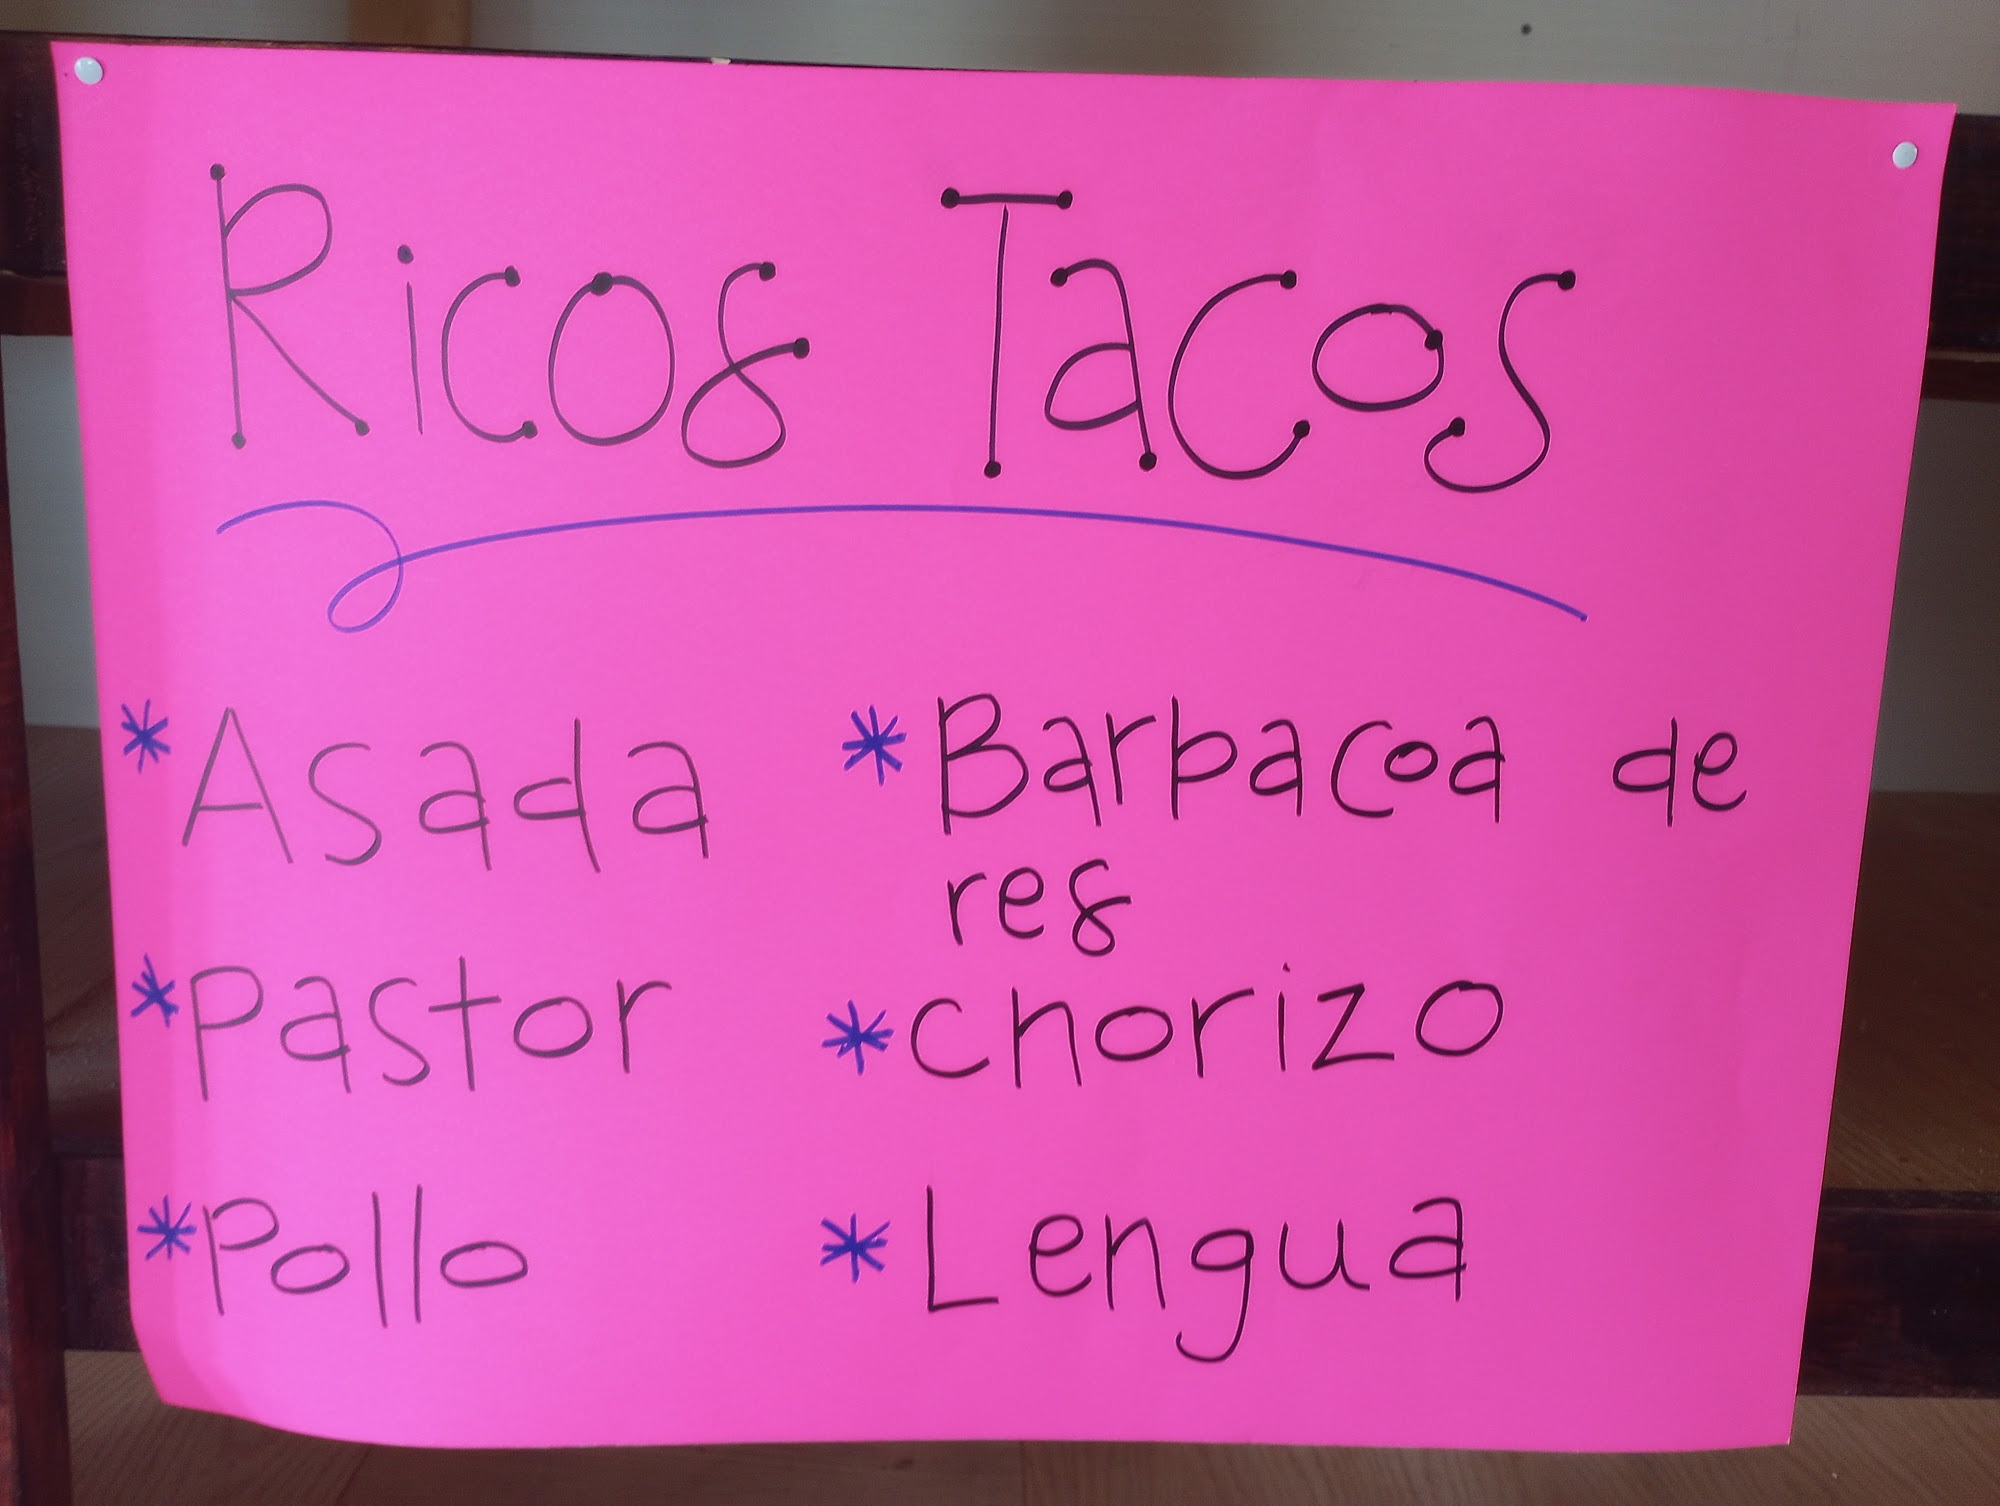 Ricos Tacos
* Asada
* Pastor
* Pollo
* Barbacoa de
res
* Chorizo
* Lengua